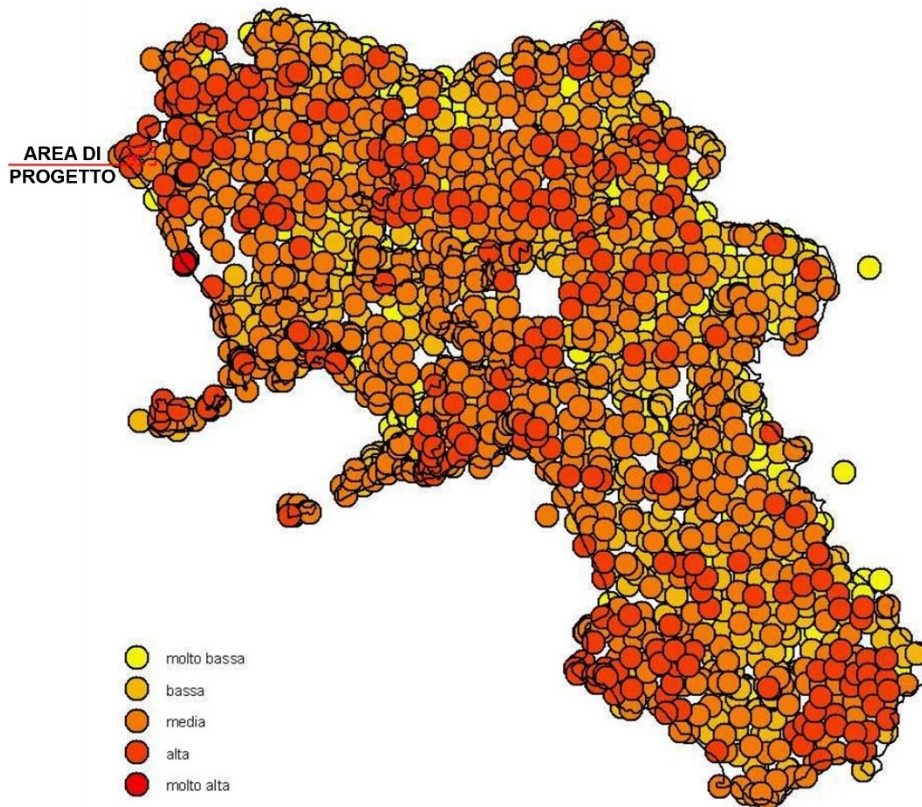 AREA DI
PROGETTO
molto bassa
bassa
media
alta
molto alta